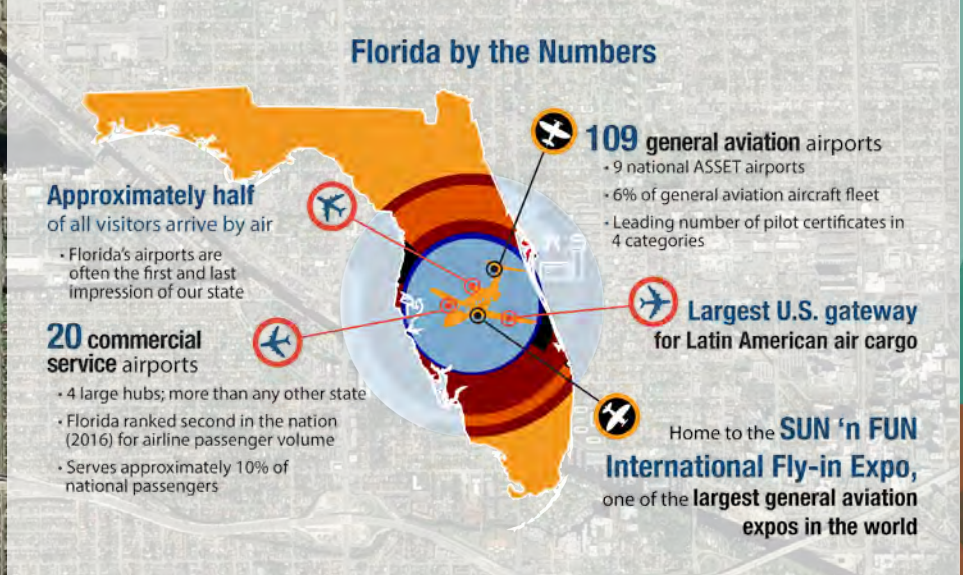 Florida by the Numbers
Approximately half
of all visitors arrive by air
• Florida's airports are
often the first and last
impression of our state
20 commercial
service airports
• 4 large hubs; more than any other state
• Florida ranked second in the nation
(2016) for airline passenger volume
• Serves approximately 10% of
national passengers
109 general aviation airports
• 9 national ASSET airports
• 6% of general aviation aircraft fleet
• Leading number of pilot certificates in
4 categories
Largest U.S. gateway
for Latin American air cargo
Home to the SUN 'n FUN
International Fly-in Expo,
one of the largest general aviation
expos in the world